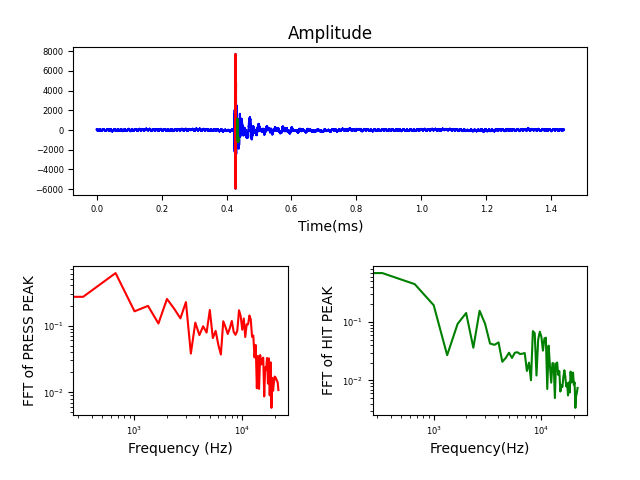 Amplitude
8000
6000
4000
2000
0
−2000
−4000
−6000
0.0 0.2 0.4 0.6 0.8 1.0 1.2 1.4
Time(ms)
FFT of PRESS PEAK
10⁻¹
10⁻²
10³ 10⁴
Frequency (Hz)
FFT of HIT PEAK
10⁻¹
10⁻²
10³ 10⁴
Frequency(Hz)